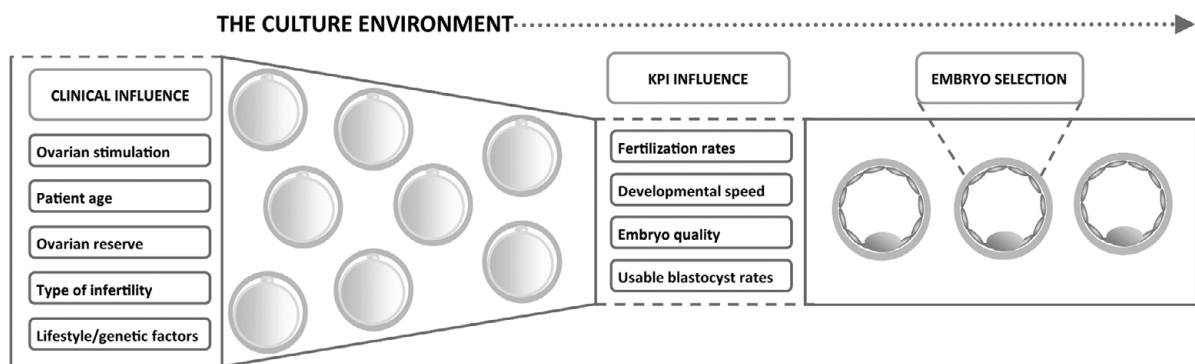 THE CULTURE ENVIRONMENT
CLINICAL INFLUENCE
Ovarian stimulation
Patient age
Ovarian reserve
Type of infertility
Lifestyle/genetic factors
KPI INFLUENCE
Fertilization rates
Developmental speed
Embryo quality
Usable blastocyst rates
EMBRYO SELECTION